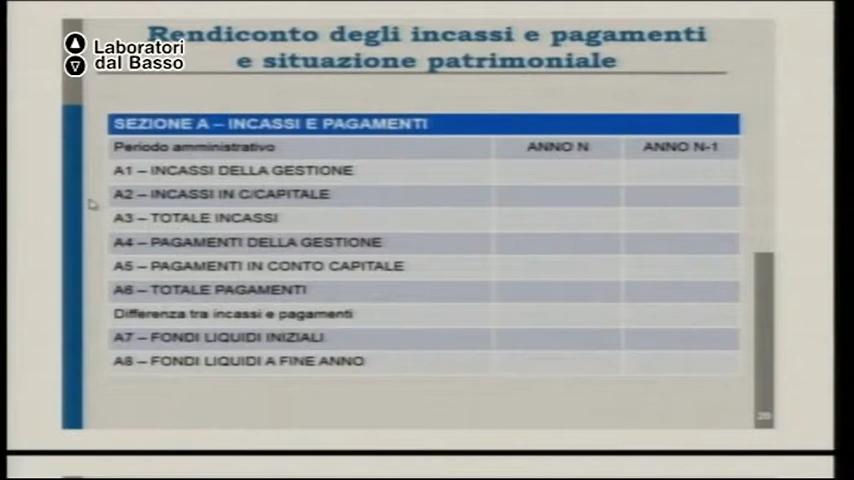 Rendiconto degli incassi e pagamenti
e situazione patrimoniale
Laboratori
dal Basso
SEZIONE A – INCASSI E PAGAMENTI
Periodo amministrativo ANNO N ANNO N-1
A1 – INCASSI DELLA GESTIONE
A2 – INCASSI IN C/CAPITALE
A3 – TOTALE INCASSI
A4 – PAGAMENTI DELLA GESTIONE
A5 – PAGAMENTI IN CONTO CAPITALE
A6 – TOTALE PAGAMENTI
Differenza tra incassi e pagamenti
A7 – FONDI LIQUIDI INIZIALI
A8 – FONDI LIQUIDI A FINE ANNO
20